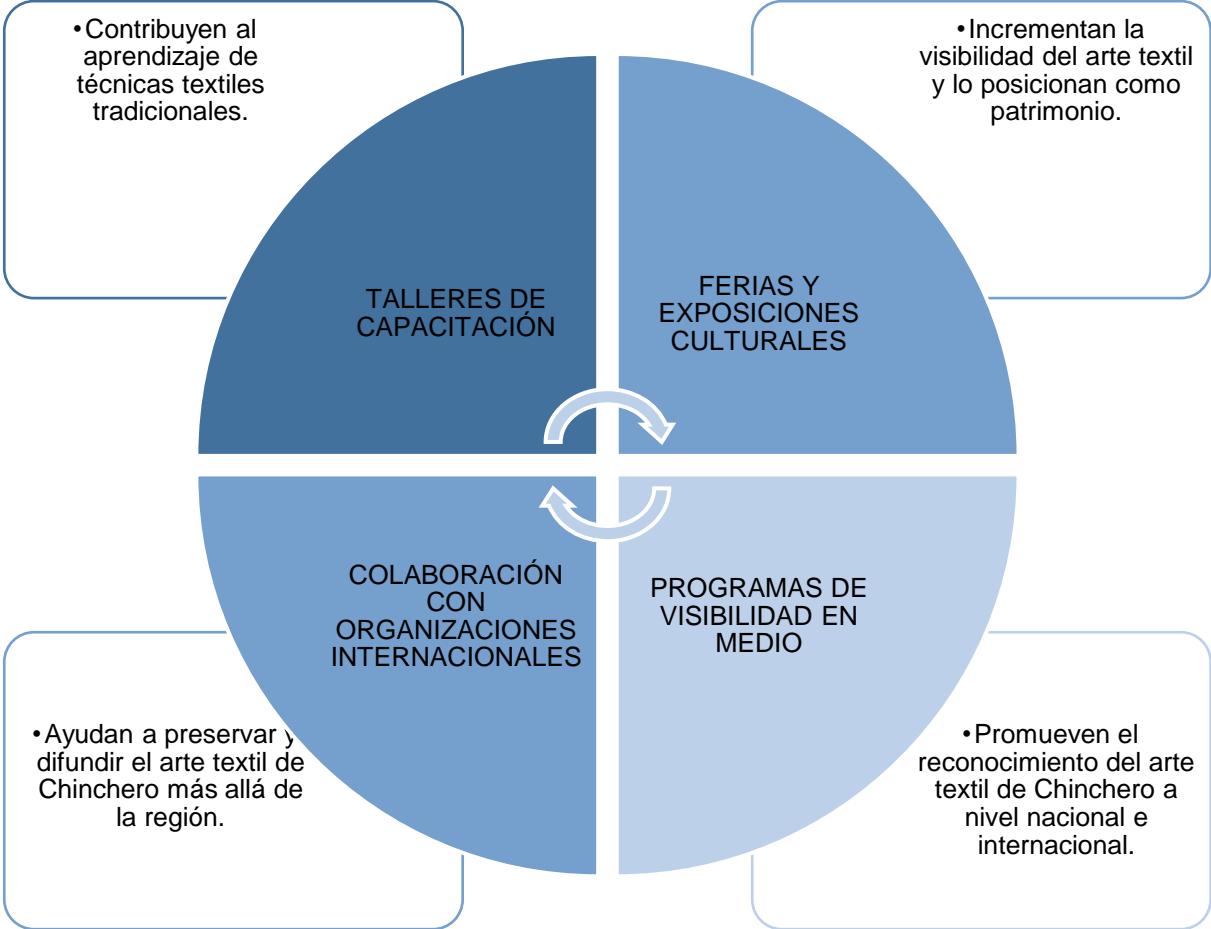 •Contribuyen al
aprendizaje de
técnicas textiles
tradicionales.
•Incrementan la
visibilidad del arte textil
y lo posicionan como
patrimonio.
TALLERES DE
CAPACITACIÓN
FERIAS Y
EXPOSICIONES
CULTURALES
COLABORACIÓN
CON
ORGANIZACIONES
INTERNACIONALES
PROGRAMAS DE
VISIBILIDAD EN
MEDIO
•Ayudan a preservar y
difundir el arte textil de
Chinchero más allá de
la región.
•Promueven el
reconocimiento del arte
textil de Chinchero a
nivel nacional e
internacional.